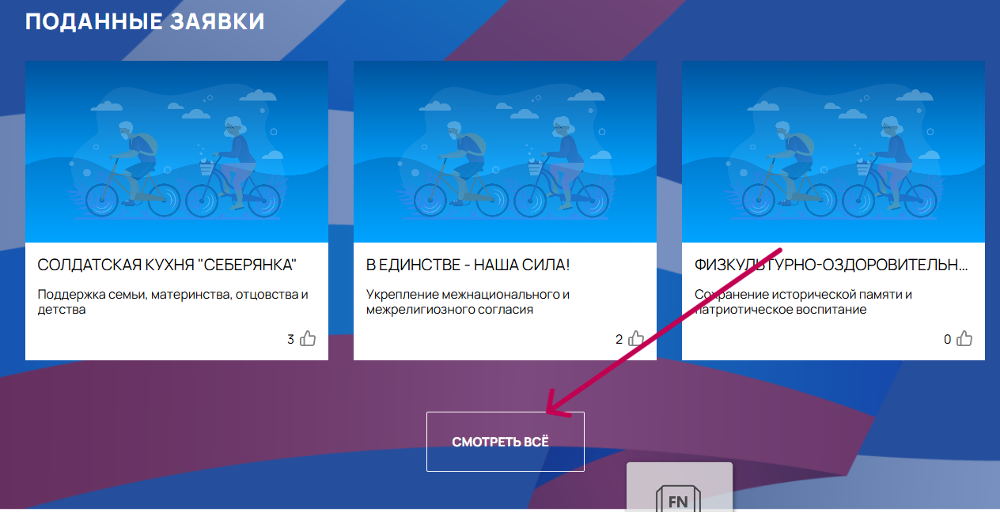 ПОДАННЫЕ ЗАЯВКИ
СОЛДАТСКАЯ КУХНЯ "СЕБЕРЯНКА"
Поддержка семьи, материнства, отцовства и
детства
3
В ЕДИНСТВЕ - НАША СИЛА!
Укрепление межнационального и
межрелигиозного согласия
2
ФИЗКУЛЬТУРНО-ОЗДОРОВИТЕЛЬН...
Сохранение исторической памяти и
патриотическое воспитание
0
СМОТРЕТЬ ВСЁ
FN